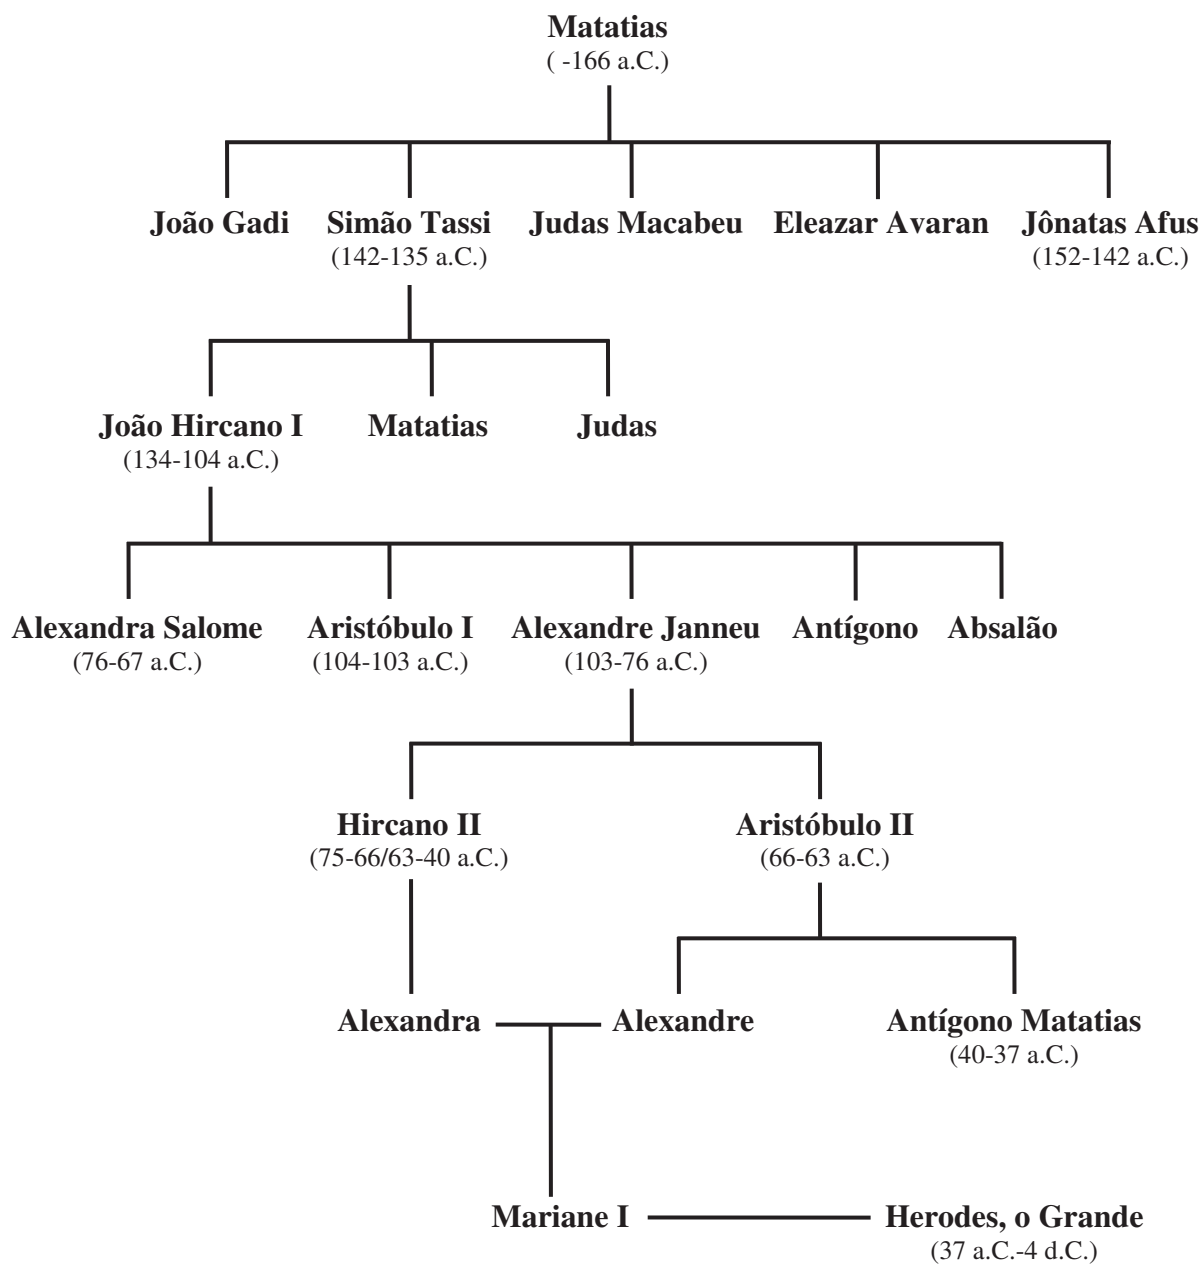 Matatias
( -166 a.C.)
João Gadi
Simão Tassi
(142-135 a.C.)
Judas Macabeu
Eleazar Avaran
Jônatas Afus
(152-142 a.C.)
João Hircano I
(134-104 a.C.)
Matatias
Judas
Alexandra Salome
(76-67 a.C.)
Aristóbulo I
(104-103 a.C.)
Alexandre Janneu
(103-76 a.C.)
Antígono
Absalão
Hircano II
(75-66/63-40 a.C.)
Aristóbulo II
(66-63 a.C.)
Alexandra
Alexandre
Antígono Matatias
(40-37 a.C.)
Mariane I
Herodes, o Grande
(37 a.C.-4 d.C.)